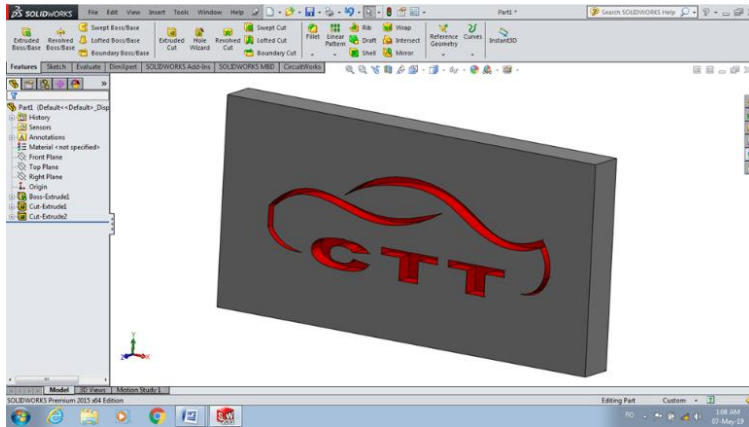 SOLIDWORKS File Edit View Insert Tools Window Help Part1 * Search SOLIDWORKS Help
Extruded Boss/Base Revolved Boss/Base Swept Boss/Base Lofted Boss/Base Boundary Boss/Base Extruded Cut Hole Wizard Revolved Cut Swept Cut Lofted Cut Boundary Cut Fillet Linear Pattern Rib Draft Shell Wrap Intersect Mirror Reference Geometry Curves Instant3D
Features Sketch Evaluate DimXpert SOLIDWORKS Add-Ins SOLIDWORKS MBD CircuitWorks
Part1 (Default<<Default>_Disp
History
Sensors
Annotations
Material <not specified>
Front Plane
Top Plane
Right Plane
Origin
Boss-Extrude1
Cut-Extrude1
Cut-Extrude2
CTT
Y
Z X
Model 3D Views Motion Study 1
SOLIDWORKS Premium 2015 x64 Edition Editing Part Custom
RO 1:08 AM
07-May-19